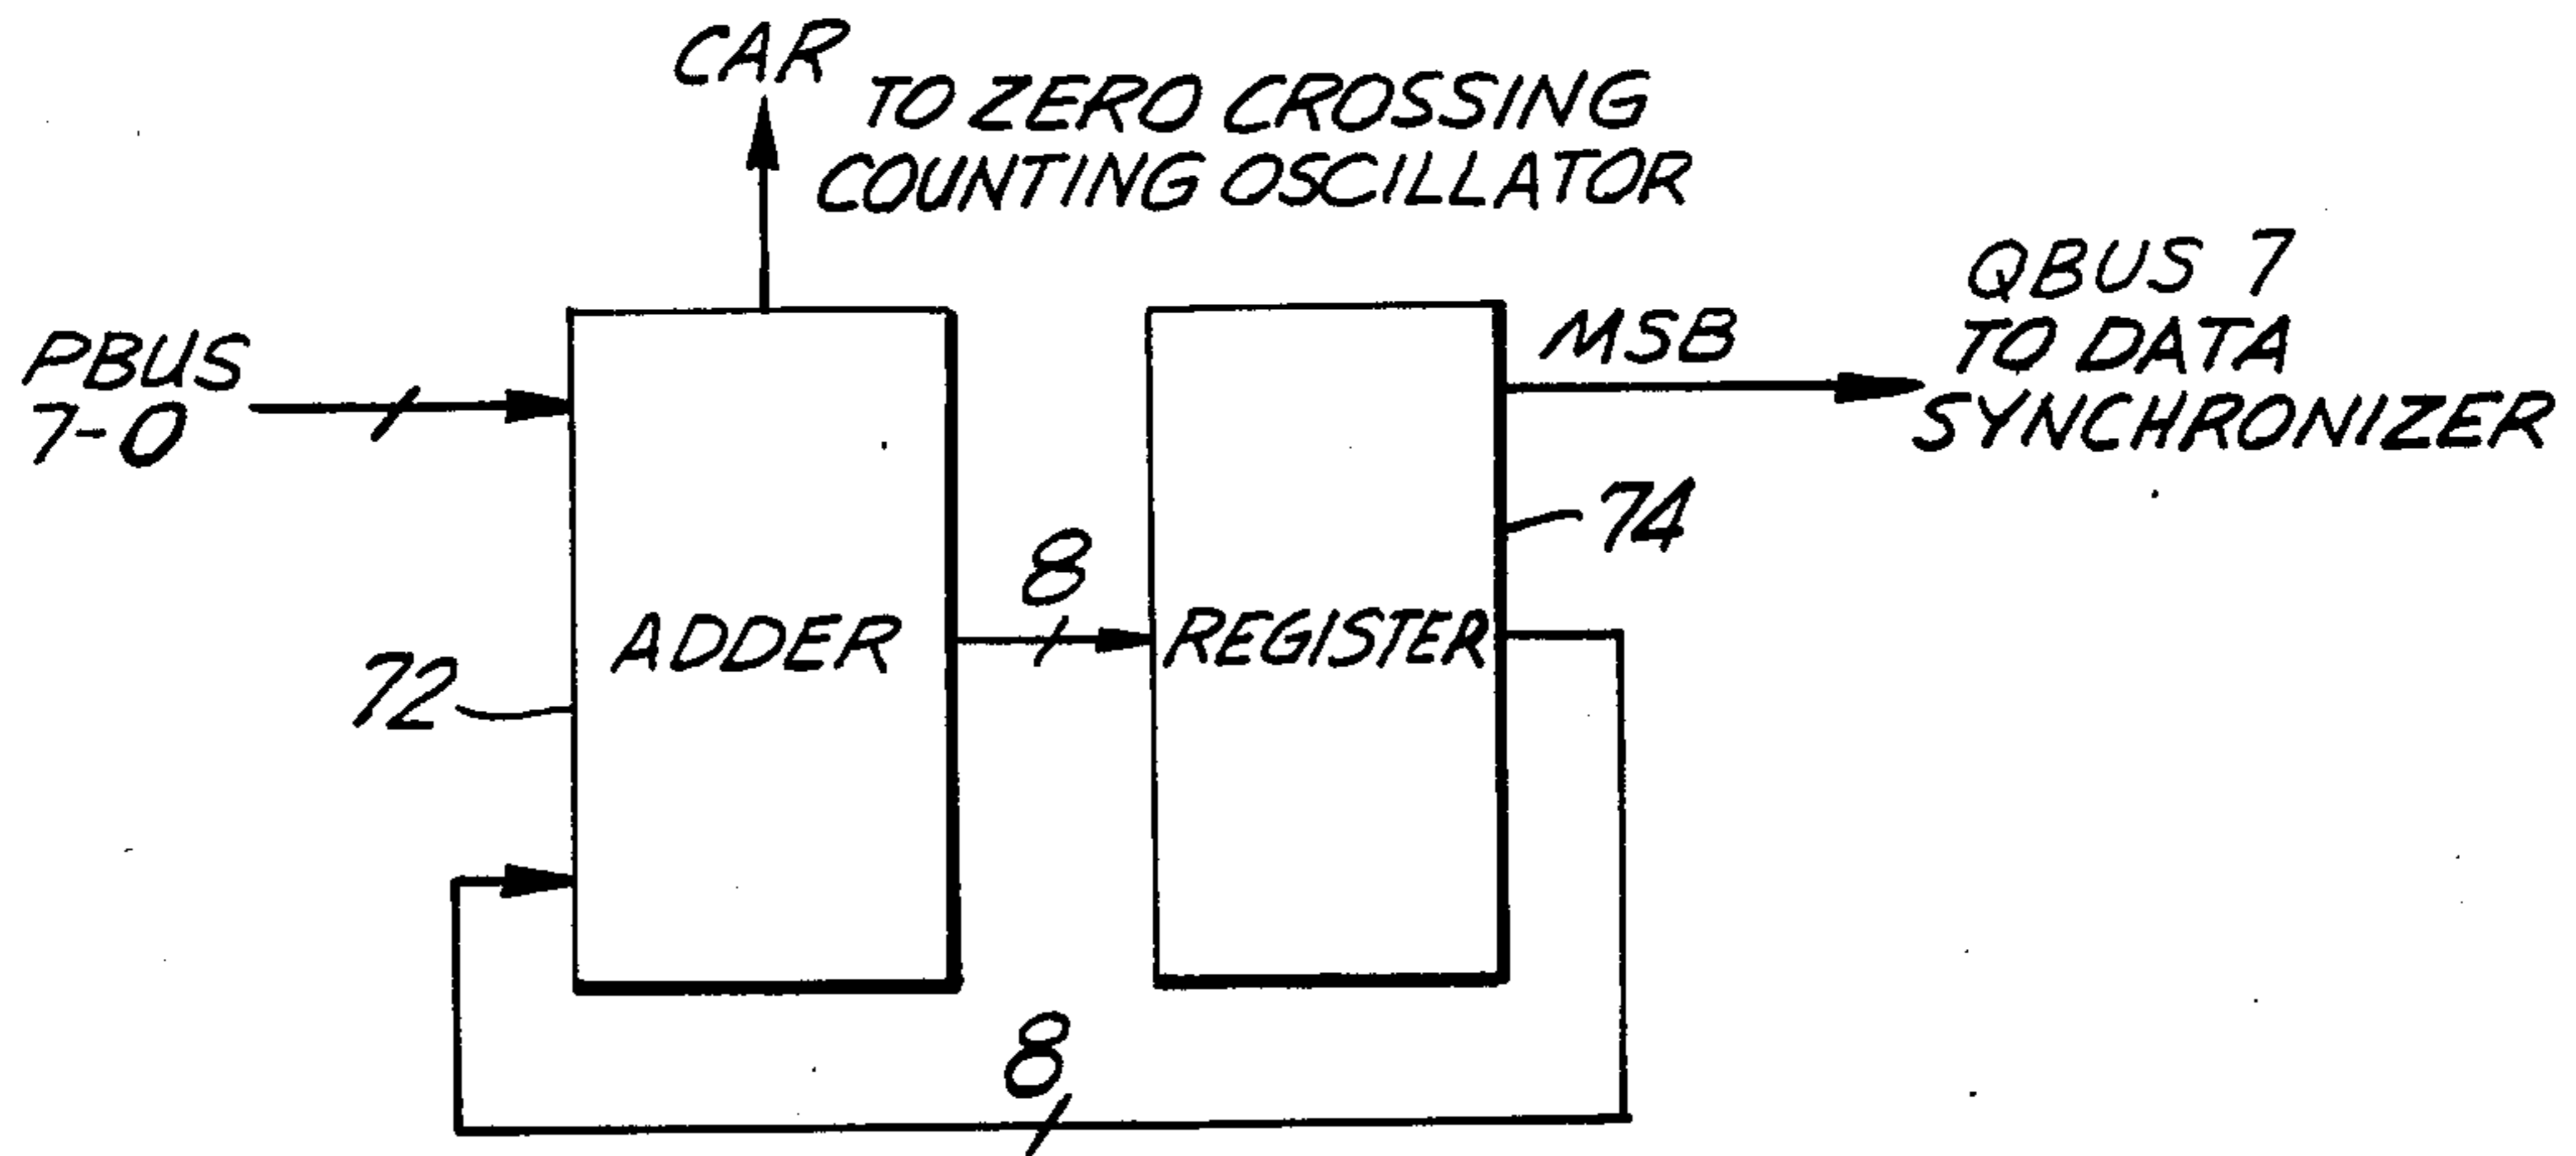 CAR
TO ZERO CROSSING
COUNTING OSCILLATOR
PBUS
7-0
MSB
QBUS 7
TO DATA
SYNCHRONIZER
74
8
ADDER
REGISTER
72
8